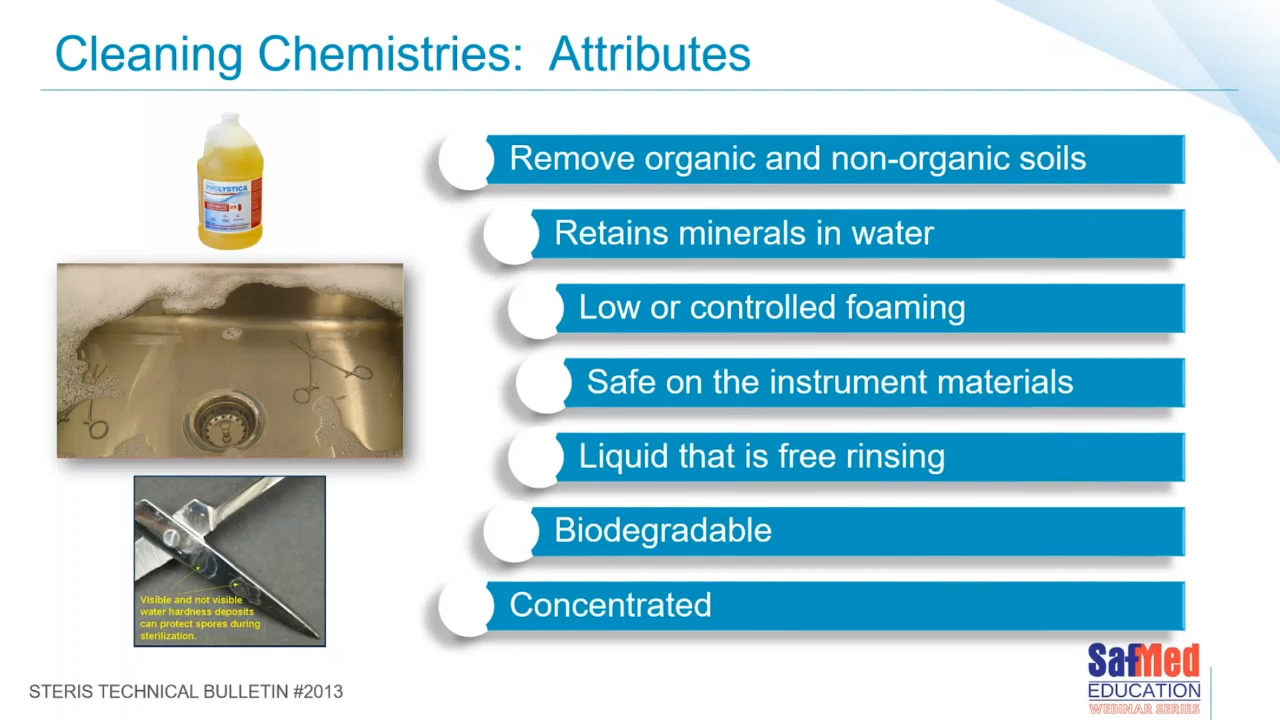 Cleaning Chemistries: Attributes
PROLYSTICA
2X
Remove organic and non-organic soils
Retains minerals in water
Low or controlled foaming
Safe on the instrument materials
Liquid that is free rinsing
Biodegradable
Concentrated
Visible and not visible
water hardness deposits
can protect spores during
sterilization.
STERIS TECHNICAL BULLETIN #2013
SafMed
EDUCATION
WEBINAR SERIES